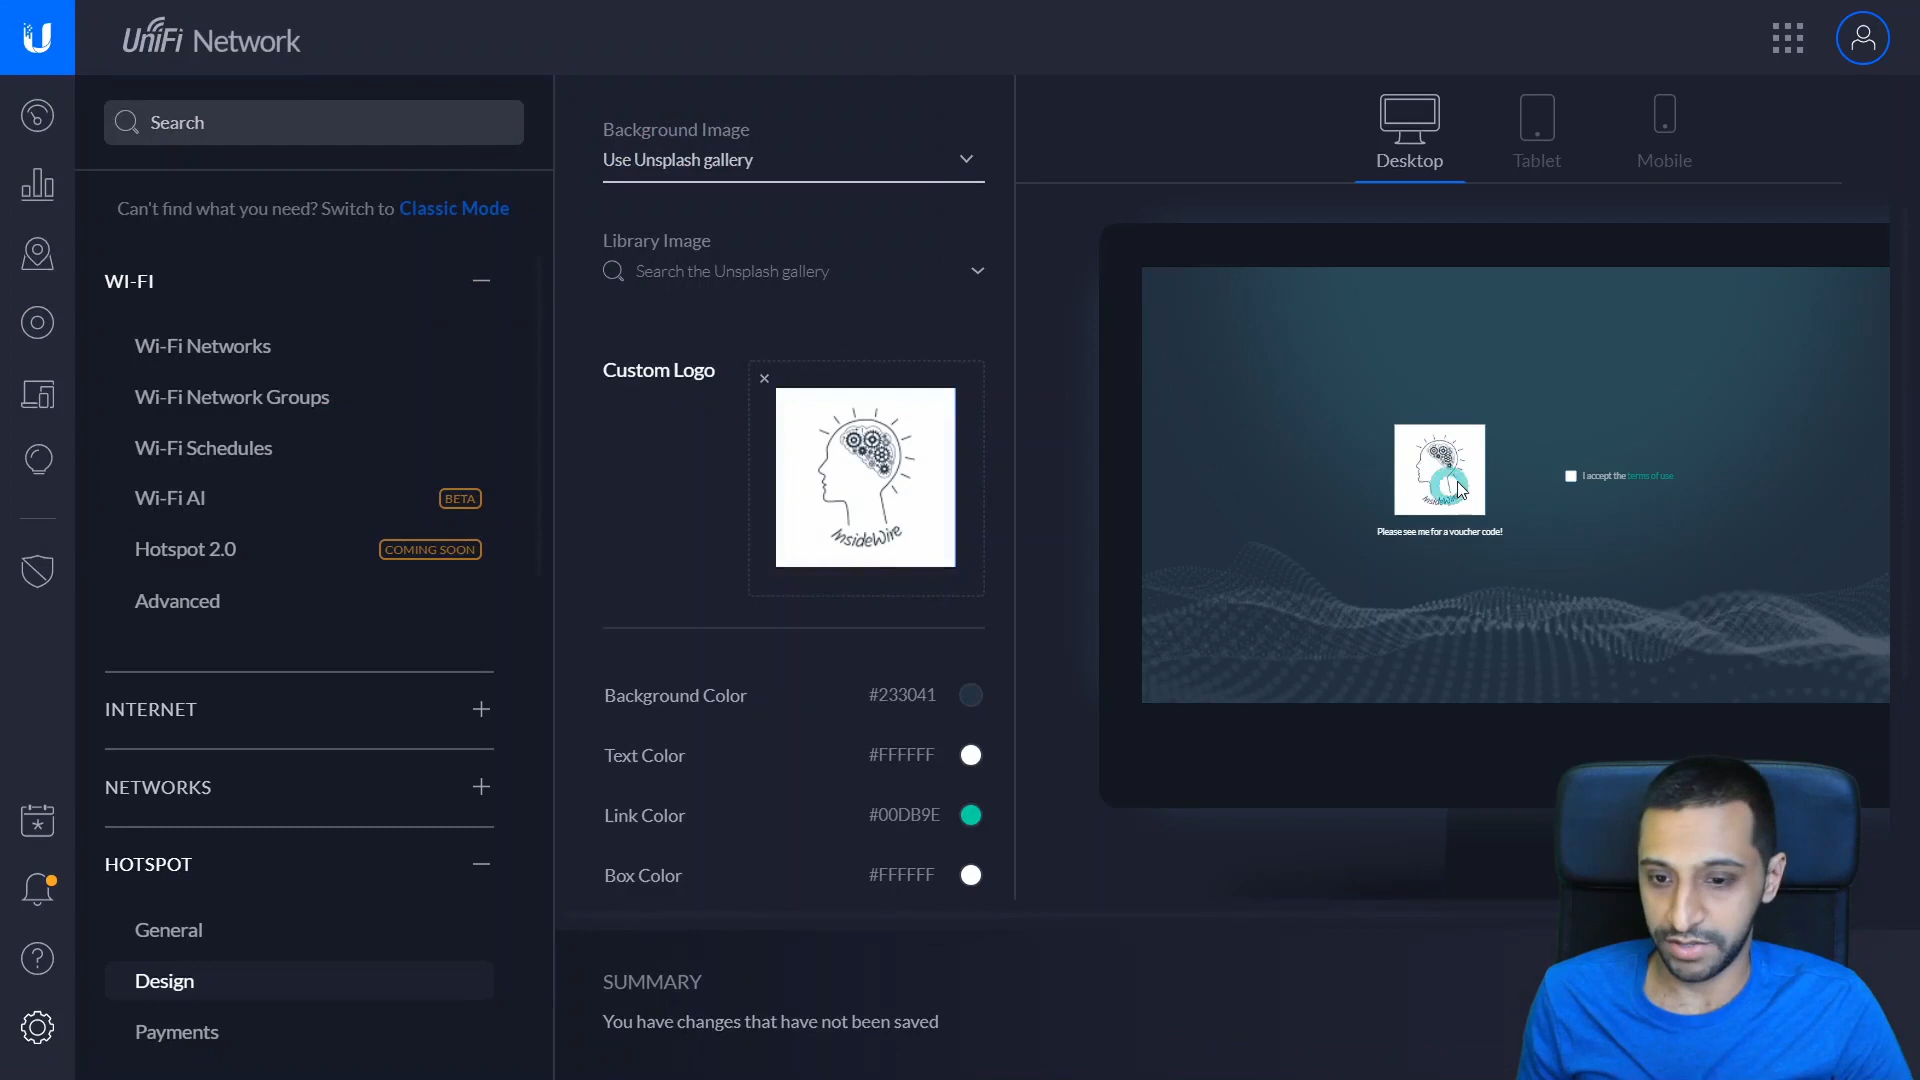 UniFi Network
Search
Can't find what you need? Switch to Classic Mode
WI-FI
Wi-Fi Networks
Wi-Fi Network Groups
Wi-Fi Schedules
Wi-Fi AI
BETA
Hotspot 2.0
COMING SOON
Advanced
INTERNET
NETWORKS
HOTSPOT
General
Design
Payments
Background Image
Use Unsplash gallery
Library Image
Search the Unsplash gallery
Custom Logo
InsideWire
Background Color
#233041
Text Color
#FFFFFF
Link Color
#00DB9E
Box Color
#FFFFFF
SUMMARY
You have changes that have not been saved
Desktop
Tablet
Mobile
InsideWire
I accept the terms of use
Please see me for a voucher code!